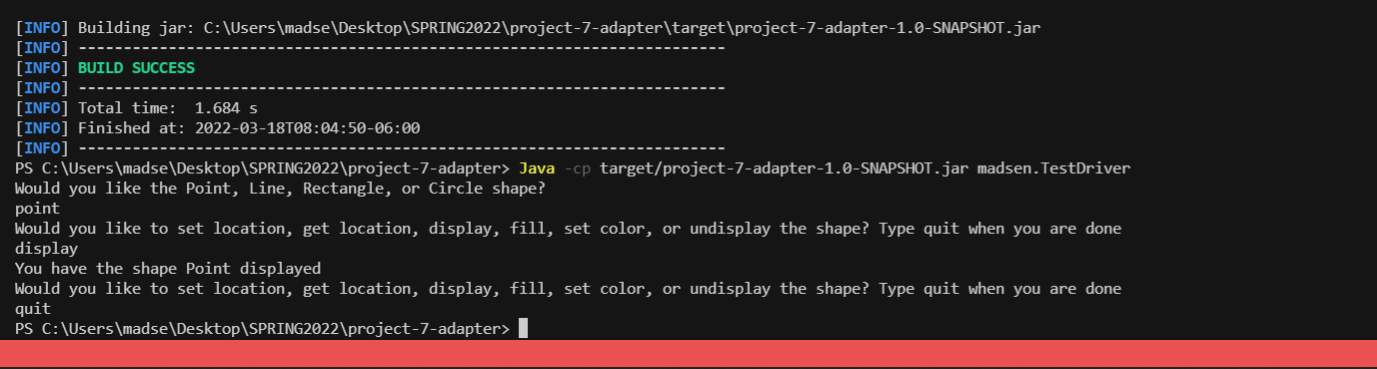 [INFO] Building jar: C:\Users\madse\Desktop\SPRING2022\project-7-adapter\target\project-7-adapter-1.0-SNAPSHOT.jar
[INFO] ------------------------------------------------------------------------
[INFO] BUILD SUCCESS
[INFO] ------------------------------------------------------------------------
[INFO] Total time:  1.684 s
[INFO] Finished at: 2022-03-18T08:04:50-06:00
[INFO] ------------------------------------------------------------------------
PS C:\Users\madse\Desktop\SPRING2022\project-7-adapter> Java -cp target/project-7-adapter-1.0-SNAPSHOT.jar madsen.TestDriver
Would you like the Point, Line, Rectangle, or Circle shape?
point
Would you like to set location, get location, display, fill, set color, or undisplay the shape? Type quit when you are done
display
You have the shape Point displayed
Would you like to set location, get location, display, fill, set color, or undisplay the shape? Type quit when you are done
quit
PS C:\Users\madse\Desktop\SPRING2022\project-7-adapter>